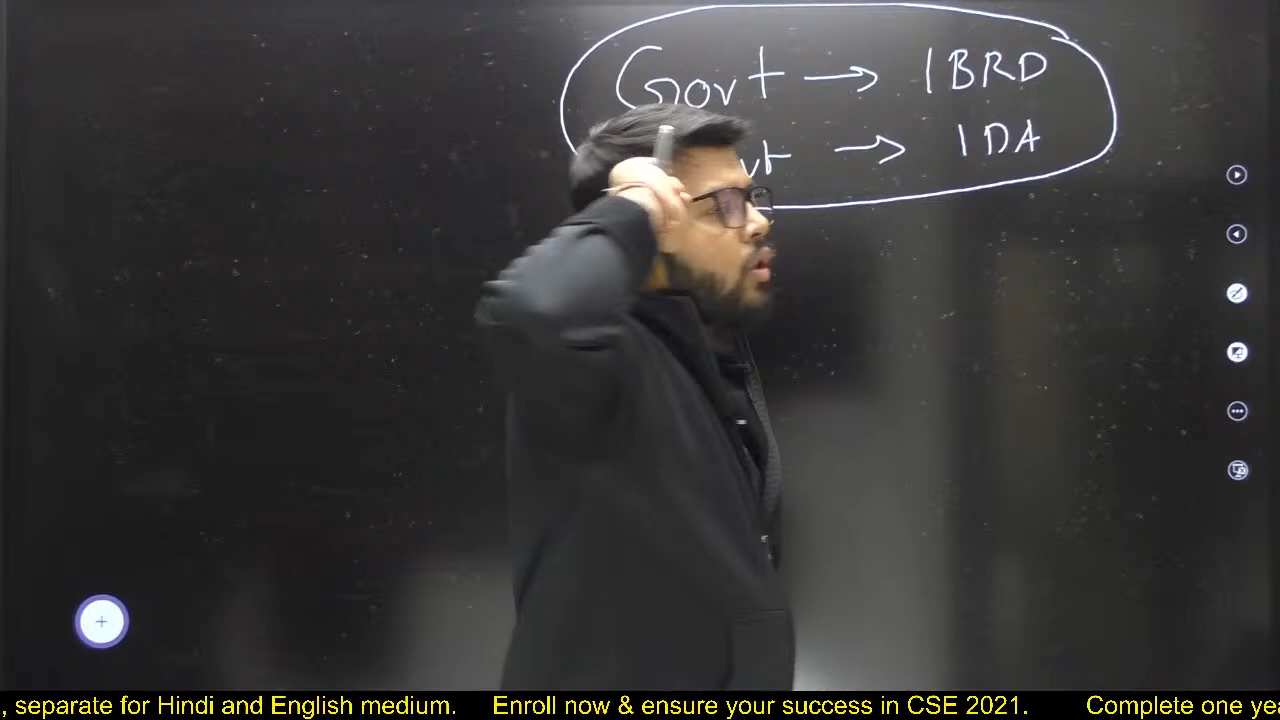 Govt → IBRD
→ IDA
, separate for Hindi and English medium. Enroll now & ensure your success in CSE 2021. Complete one ye